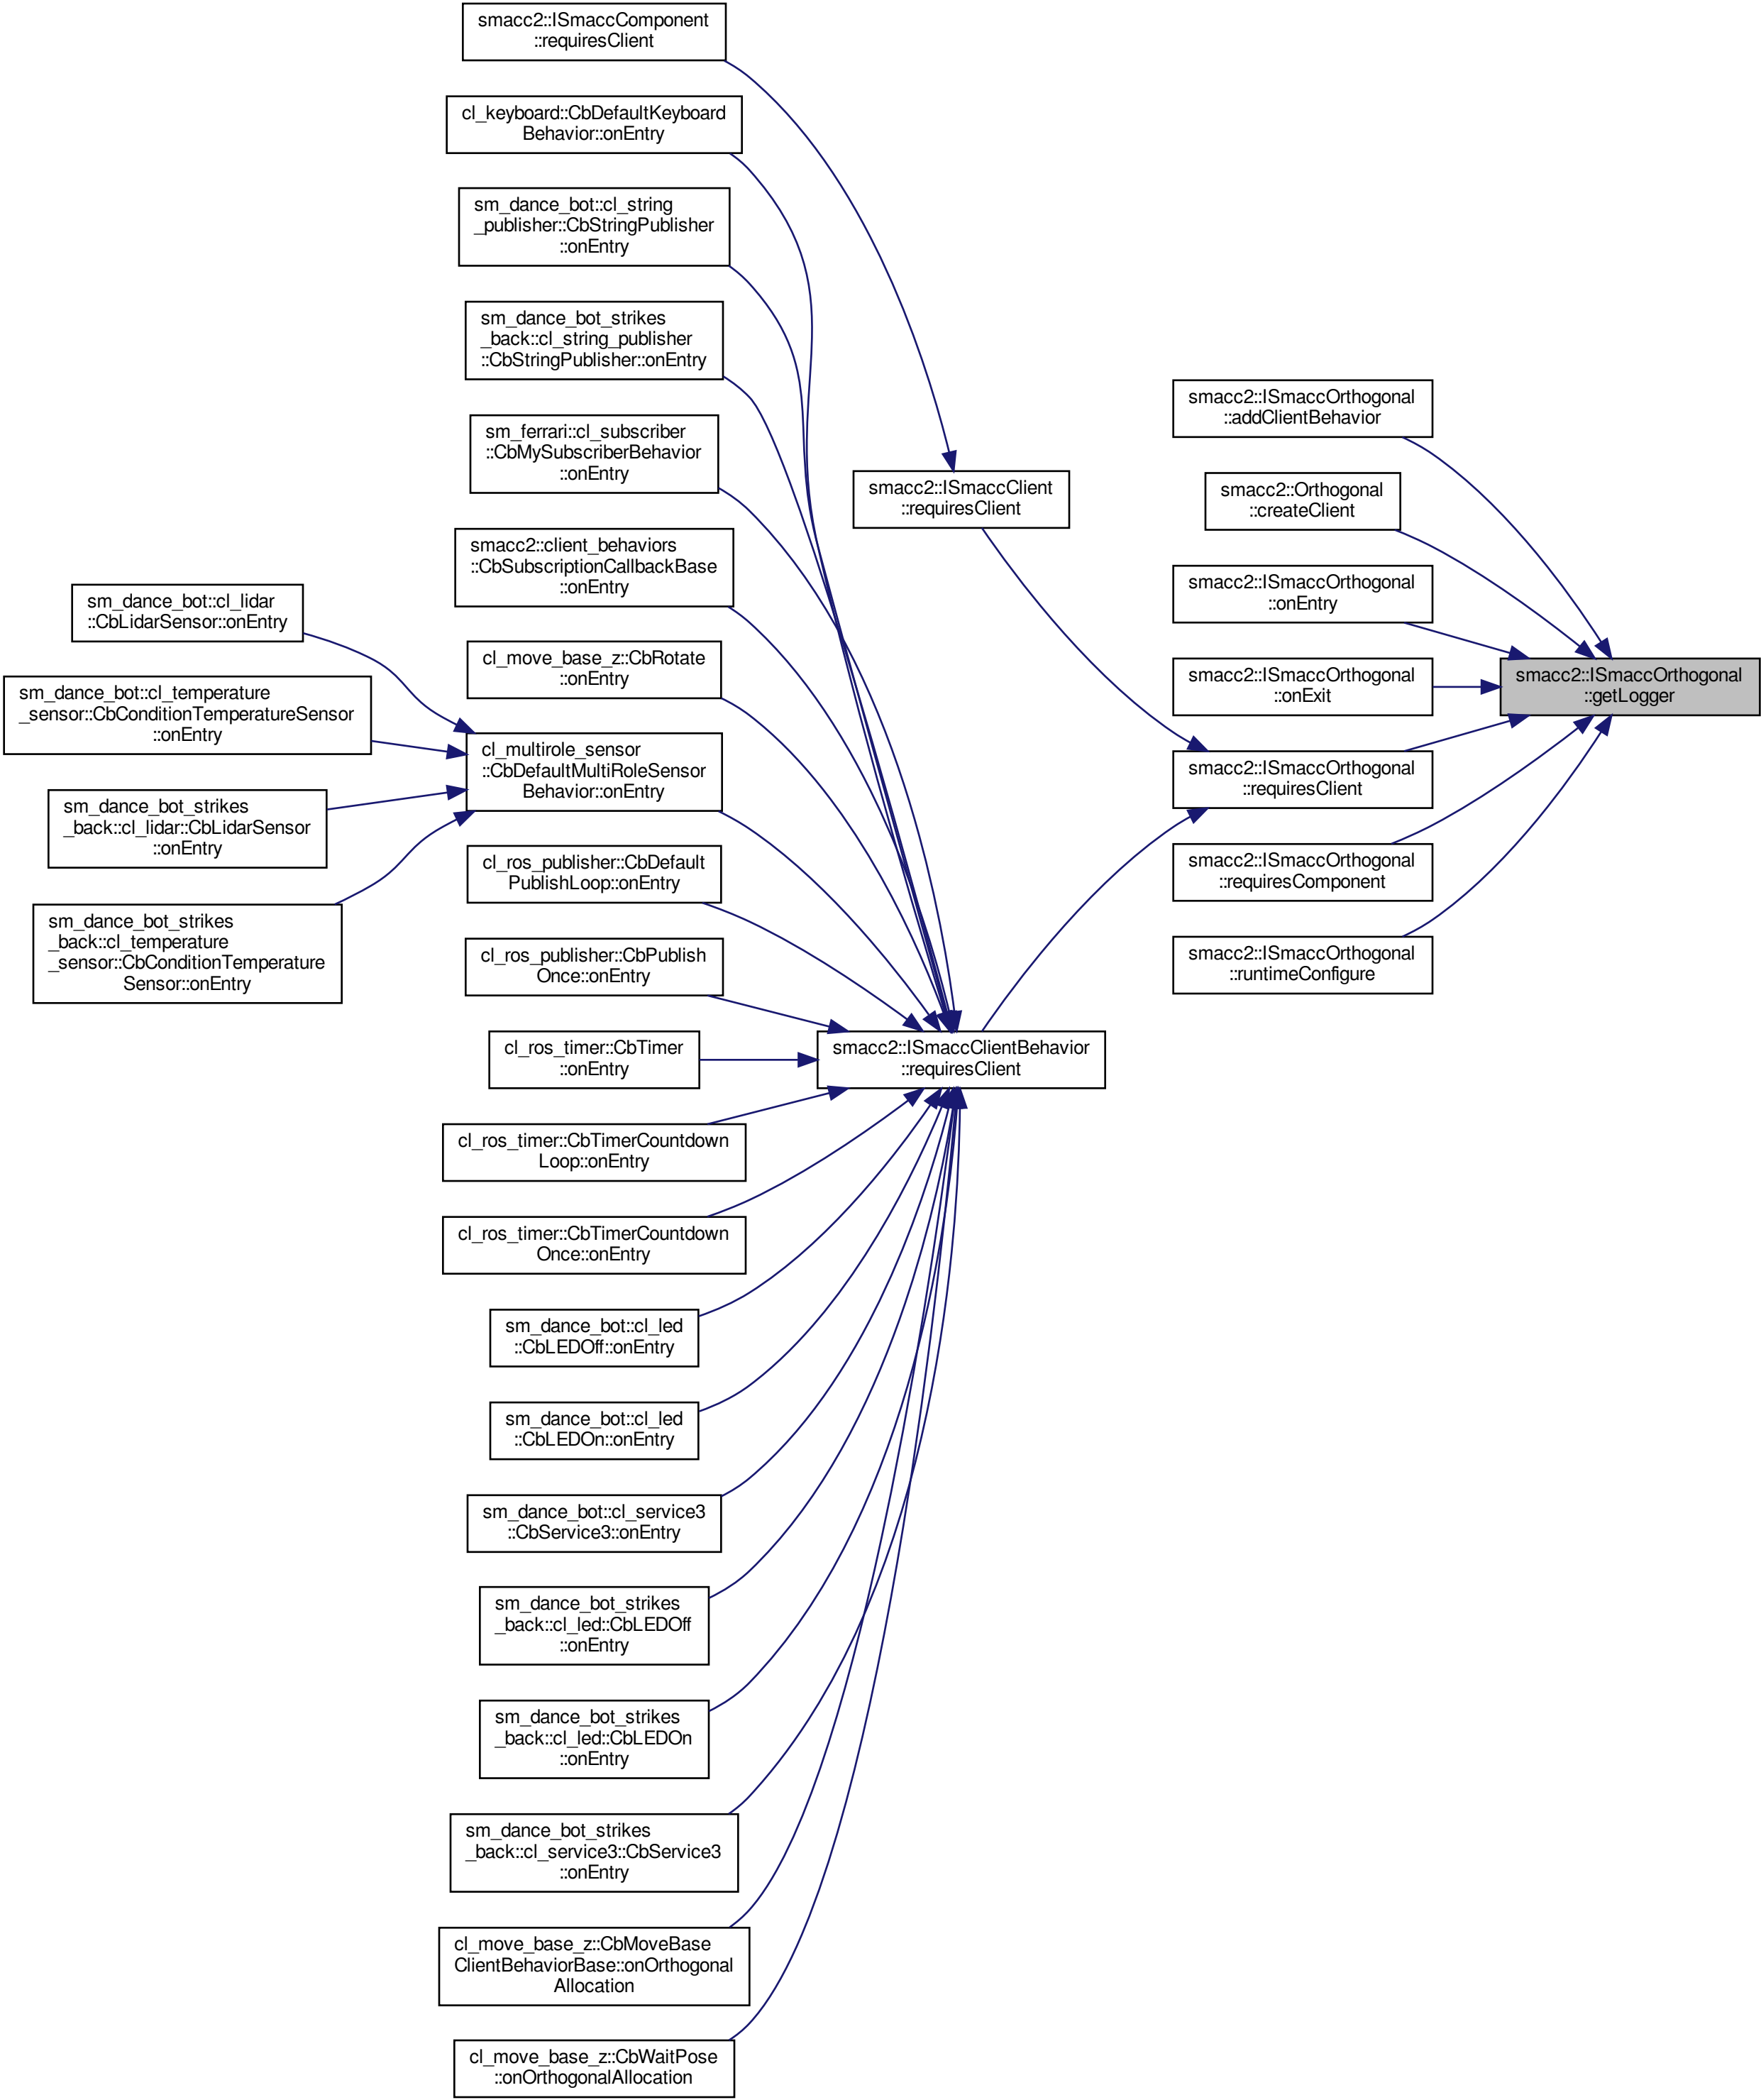 smacc2::ISmaccComponent
::requiresClient
cl_keyboard::CbDefaultKeyboard
Behavior::onEntry
sm_dance_bot::cl_string
_publisher::CbStringPublisher
::onEntry
sm_dance_bot_strikes
_back::cl_string_publisher
::CbStringPublisher::onEntry
sm_ferrari::cl_subscriber
::CbMySubscriberBehavior
::onEntry
smacc2::client_behaviors
::CbSubscriptionCallbackBase
::onEntry
cl_move_base_z::CbRotate
::onEntry
cl_multirole_sensor
::CbDefaultMultiRoleSensor
Behavior::onEntry
cl_ros_publisher::CbDefault
PublishLoop::onEntry
cl_ros_publisher::CbPublish
Once::onEntry
cl_ros_timer::CbTimer
::onEntry
cl_ros_timer::CbTimerCountdown
Loop::onEntry
cl_ros_timer::CbTimerCountdown
Once::onEntry
sm_dance_bot::cl_led
::CbLEDOff::onEntry
sm_dance_bot::cl_led
::CbLEDOn::onEntry
sm_dance_bot::cl_service3
::CbService3::onEntry
sm_dance_bot_strikes
_back::cl_led::CbLEDOff
::onEntry
sm_dance_bot_strikes
_back::cl_led::CbLEDOn
::onEntry
sm_dance_bot_strikes
_back::cl_service3::CbService3
::onEntry
cl_move_base_z::CbMoveBase
ClientBehaviorBase::onOrthogonal
Allocation
cl_move_base_z::CbWaitPose
::onOrthogonalAllocation
sm_dance_bot::cl_lidar
::CbLidarSensor::onEntry
sm_dance_bot::cl_temperature
_sensor::CbConditionTemperatureSensor
::onEntry
sm_dance_bot_strikes
_back::cl_lidar::CbLidarSensor
::onEntry
sm_dance_bot_strikes
_back::cl_temperature
_sensor::CbConditionTemperature
Sensor::onEntry
smacc2::ISmaccClient
::requiresClient
smacc2::ISmaccClientBehavior
::requiresClient
smacc2::ISmaccOrthogonal
::addClientBehavior
smacc2::Orthogonal
::createClient
smacc2::ISmaccOrthogonal
::onEntry
smacc2::ISmaccOrthogonal
::onExit
smacc2::ISmaccOrthogonal
::requiresClient
smacc2::ISmaccOrthogonal
::requiresComponent
smacc2::ISmaccOrthogonal
::runtimeConfigure
smacc2::ISmaccOrthogonal
::getLogger